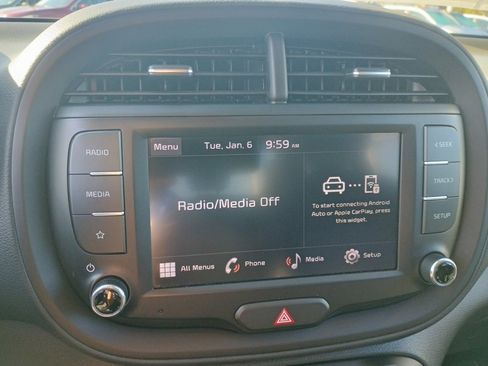 RADIO
MEDIA
Menu Tue, Jan. 6 9:59 AM
Radio/Media Off
To start connecting Android
Auto or Apple CarPlay, press
this widget.
All Menus Phone Media Setup
< SEEK
TRACK >
SETUP